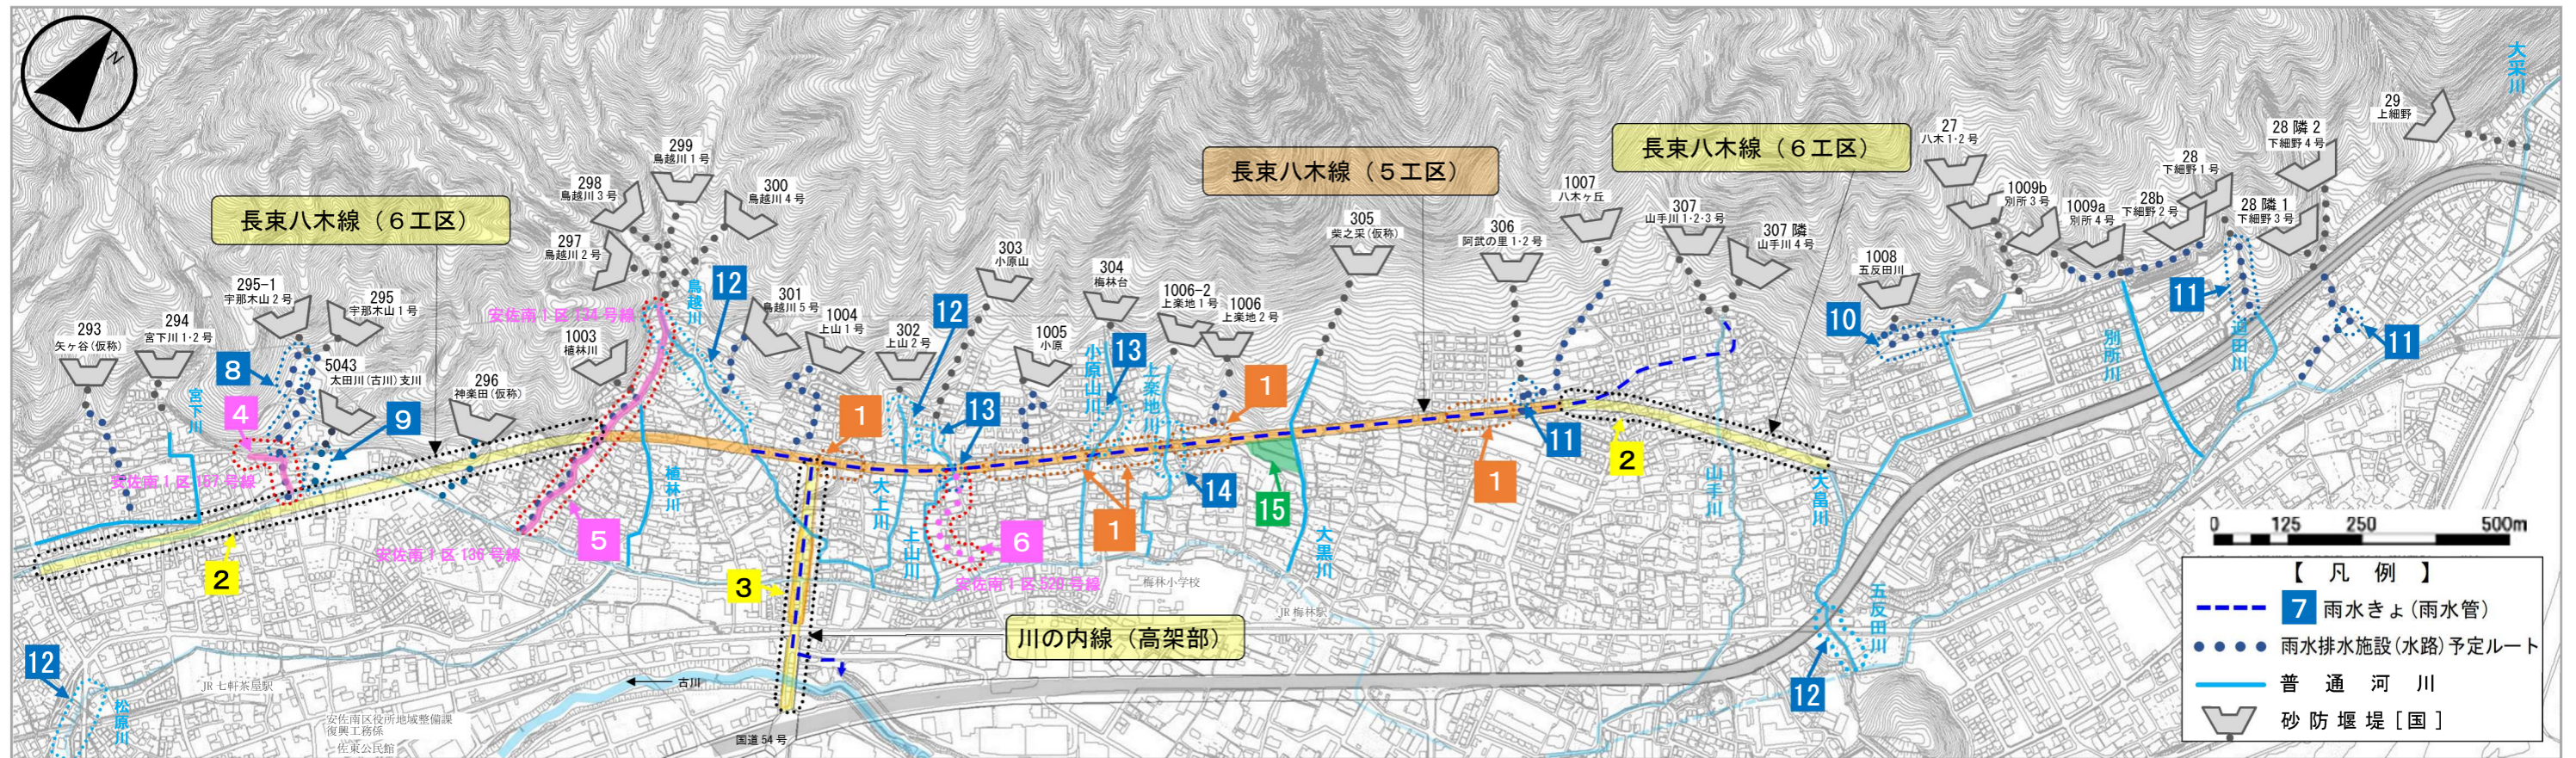 N
長束八木線（６工区）
長束八木線（５工区）
長束八木線（６工区）
大采川
293
矢ヶ谷(仮称)
294
宮下川 1･2 号
295-1
宇那木山 2 号
295
宇那木山 1 号
5043
太田川(古川)支川
296
神楽田(仮称)
297
鳥越川 2 号
298
鳥越川 3 号
299
鳥越川 1 号
300
鳥越川 4 号
301
鳥越川 5 号
1003
植林川
1004
上山 1 号
302
上山 2 号
303
小原山
1005
小原
304
梅林台
1006-2
上楽地 1 号
1006
上楽地 2 号
305
柴之采(仮称)
306
阿武の里 1･2 号
1007
八木ヶ丘
307
山手川 1･2･3 号
307 隣
山手川 4 号
1008
五反田川
27
八木 1･2 号
1009b
別所 3 号
1009a
別所 4 号
28b
下細野 2 号
28
下細野 1 号
28 隣 1
下細野 3 号
28 隣 2
下細野 4 号
29
上細野
宮下川
鳥越川
植林川
大上川
上山川
小原山川
上楽地川
大黒川
山手川
大畠川
五反田川
別所川
迫田川
松原川
安佐南 1 区 134 号線
安佐南 1 区 167 号線
安佐南 1 区 136 号線
安佐南 1 区 529 号線
8
4
9
2
5
12
12
13
13
1
3
6
1
1
14
15
1
11
2
10
11
11
12
12
川の内線（高架部）
梅林小学校
JR 梅林駅
JR 七軒茶屋駅
安佐南区役所地域整備課
復興工務係
佐東公民館
古川
国道 54 号
0 125 250 500m
【 凡 例 】
7 雨水きょ(雨水管)
雨水排水施設(水路)予定ルート
普 通 河 川
砂 防 堰 堤 [ 国 ]